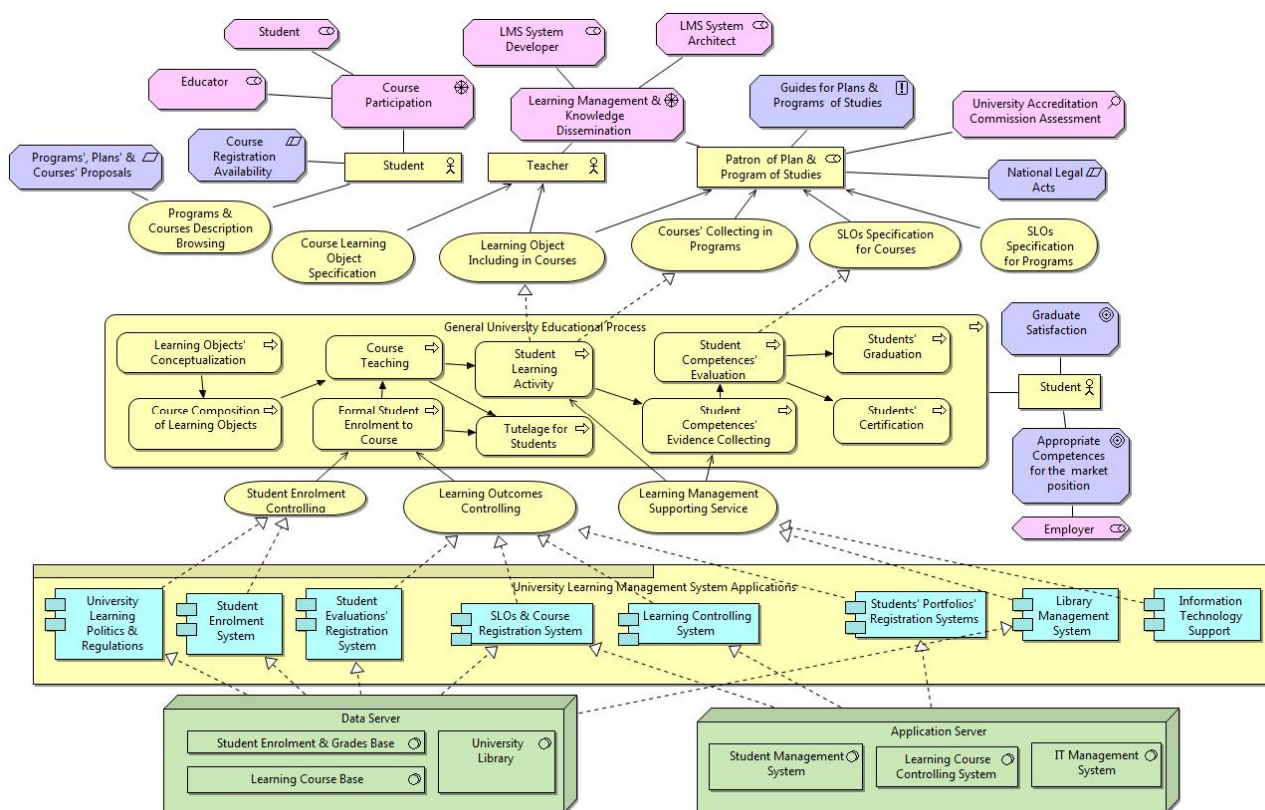 Student
LMS System
Developer
LMS System
Architect
Educator
Course
Participation
Learning Management &
Knowledge
Dissemination
Guides for Plans &
Programs of Studies
University Accreditation
Commission Assessment
Programs', Plans' &
Courses' Proposals
Course
Registration
Availability
Student
Teacher
Patron of Plan &
Program of Studies
National Legal
Acts
Programs &
Courses Description
Browsing
Course Learning
Object
Specification
Learning Object
Including in Courses
Courses' Collecting in
Programs
SLOs Specification
for Courses
SLOs
Specification
for Programs
General University Educational Process
Learning Objects'
Conceptualization
Course
Teaching
Student
Learning
Activity
Student
Competences'
Evaluation
Students'
Graduation
Course Composition
of Learning Objects
Formal Student
Enrolment to
Course
Tutelage for
Students
Student
Competences'
Evidence Collecting
Students'
Certification
Graduate
Satisfaction
Student
Appropriate
Competences
for the market
position
Employer
Student Enrolment
Controlling
Learning Outcomes
Controlling
Learning Management
Supporting Service
University Learning Management System Applications
University
Learning
Politics &
Regulations
Student
Enrolment
System
Student
Evaluations'
Registration
System
SLOs & Course
Registration System
Learning Controlling
System
Students' Portfolios'
Registration Systems
Library
Management
System
Information
Technology
Support
Data Server
Student Enrolment & Grades Base
Learning Course Base
University
Library
Application Server
Student Management
System
Learning Course
Controlling System
IT Management
System